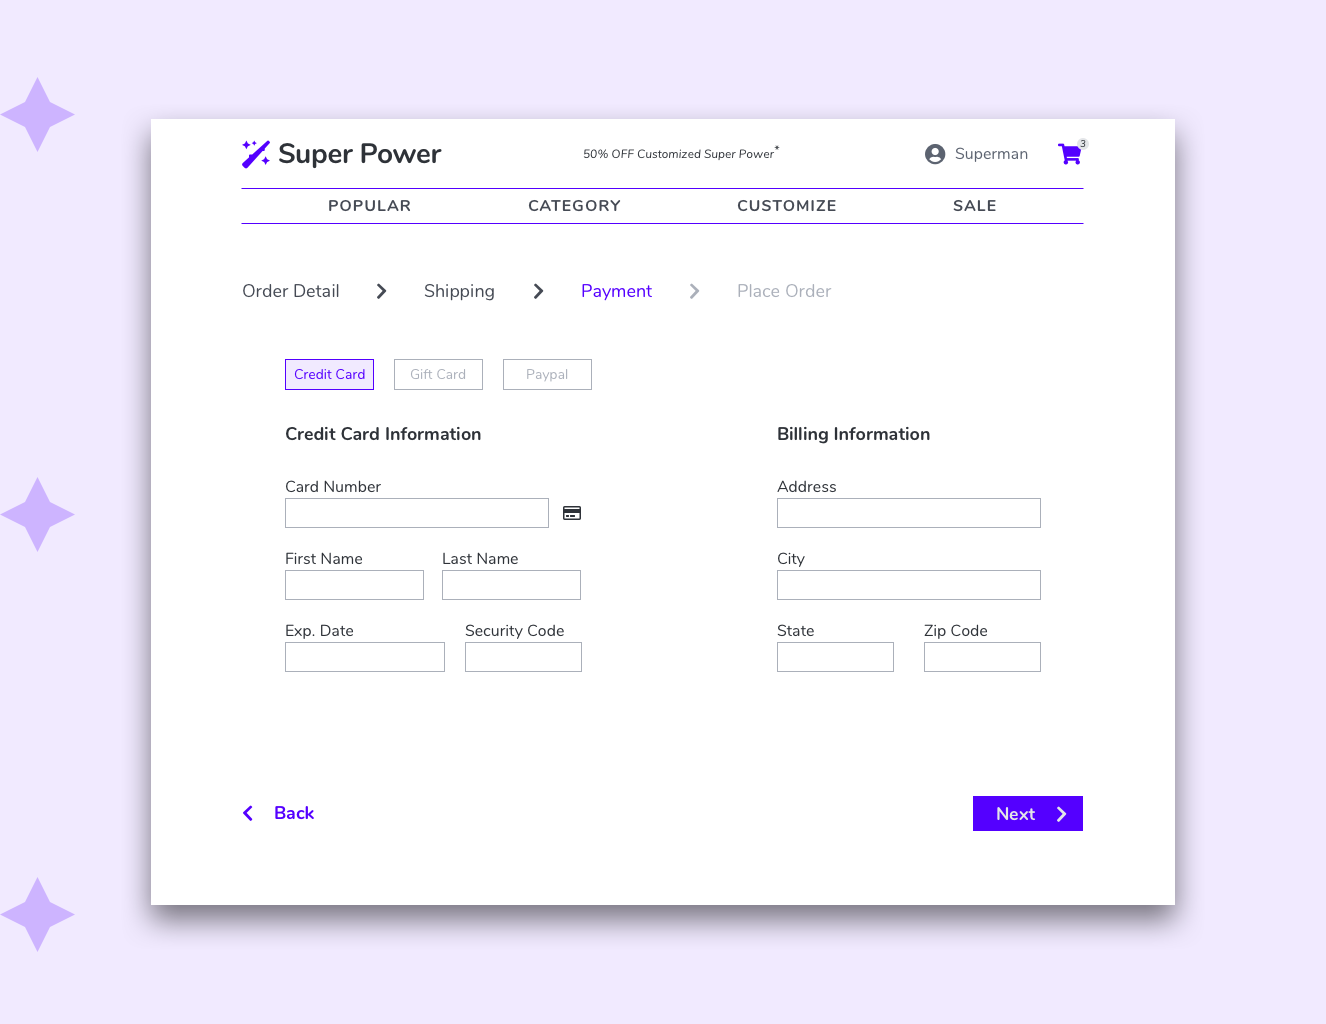 Super Power
50% OFF Customized Super Power*
Superman
3
POPULAR CATEGORY CUSTOMIZE SALE
Order Detail Shipping Payment Place Order
Credit Card Gift Card Paypal
Credit Card Information
Card Number
First Name Last Name
Exp. Date Security Code
Billing Information
Address
City
State Zip Code
Back
Next